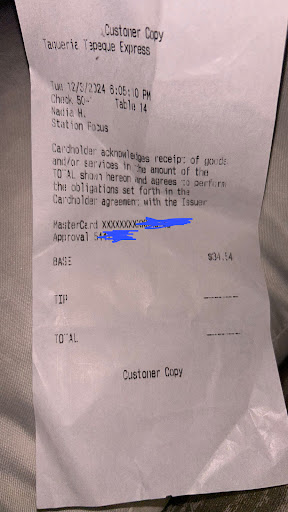 Customer Copy
Taqueria Tepeque Express
Tue 12/3/2024 6:06:10 PM
Check 50- Table 14
Nadia H.
Station Focus
Cardholder acknowledges receipt of goods
and/or services in the amount of the
TOTAL shown hereon and agrees to perform
the obligations set forth in the
Cardholder agreement with the Issuer
MasterCard XXXXXXXX
Approval
BASE $34.54
TIP
TOTAL
Customer Copy